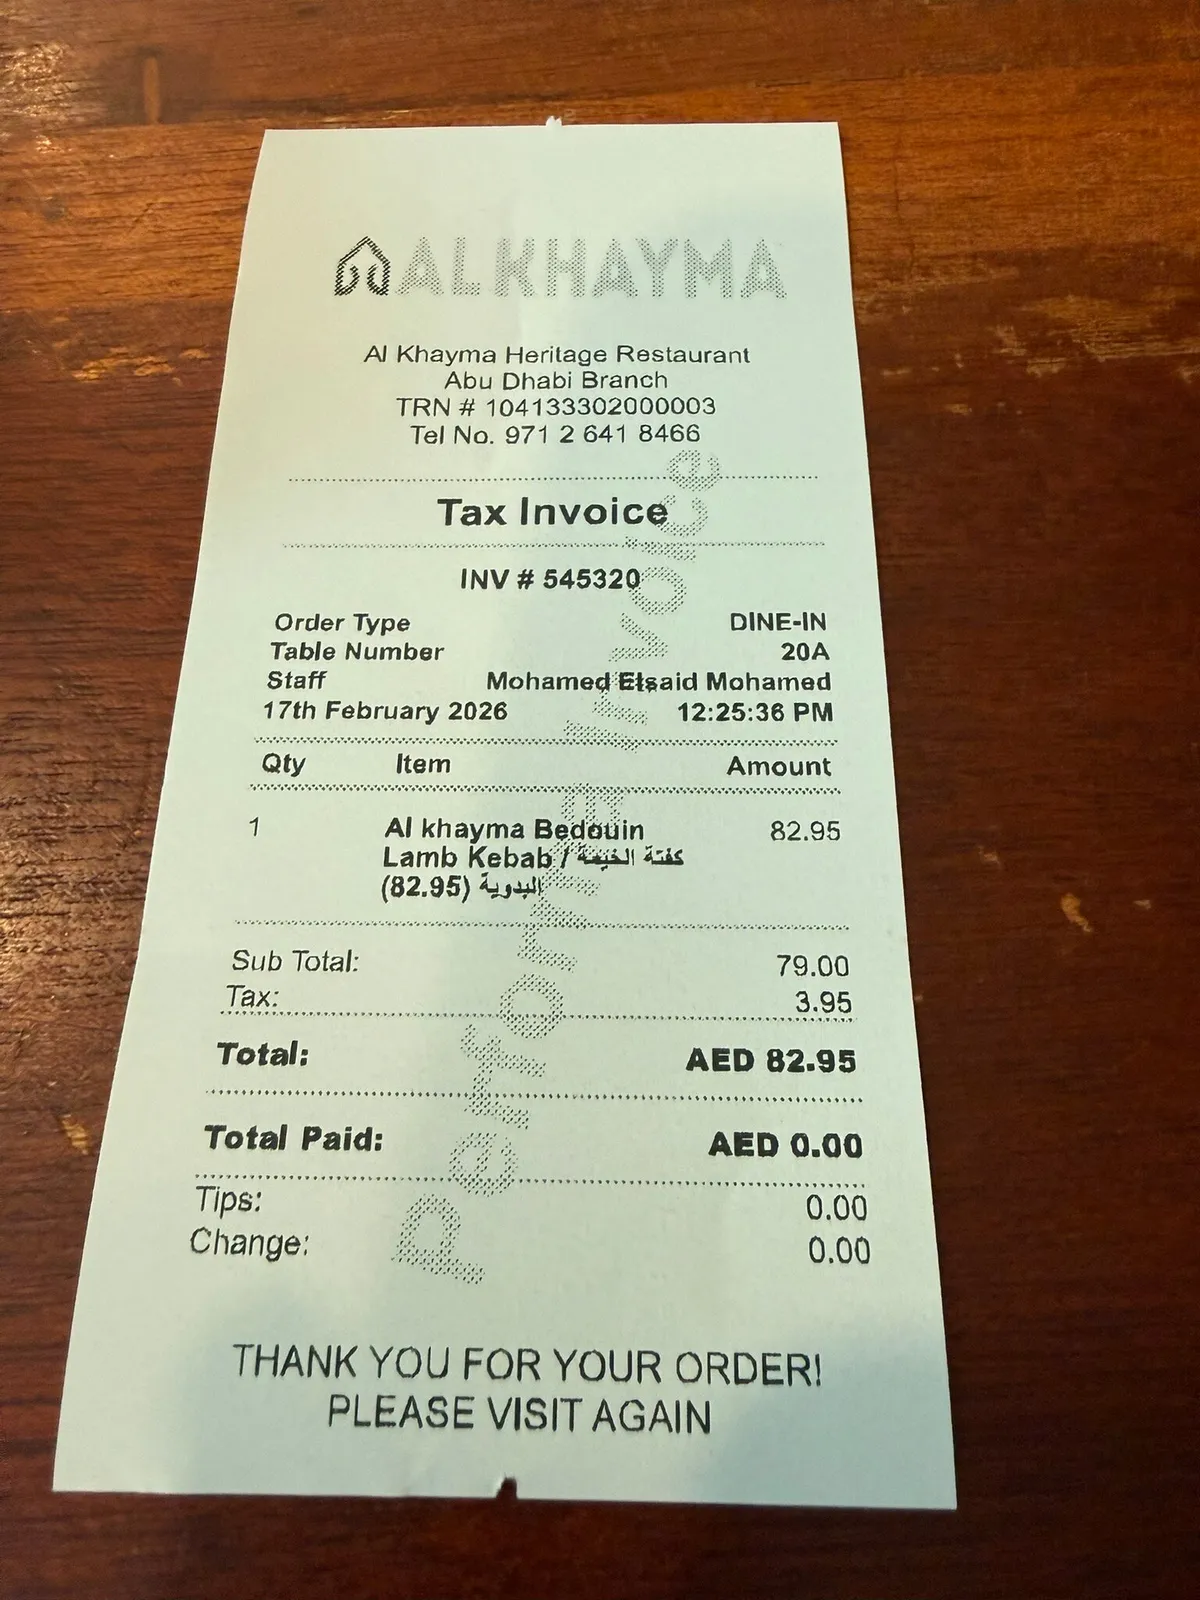 ALKHAYMA
Al Khayma Heritage Restaurant
Abu Dhabi Branch
TRN # 104133302000003
Tel No. 971 2 641 8466
Tax Invoice
INV # 545320
Order Type DINE-IN
Table Number 20A
Staff Mohamed Elsaid Mohamed
17th February 2026 12:25:36 PM
Qty Item Amount
1 Al khayma Bedouin 82.95
Lamb Kebab / كفتة الخيمة
البدوية (82.95)
Sub Total: 79.00
Tax: 3.95
Total: AED 82.95
Total Paid: AED 0.00
Tips: 0.00
Change: 0.00
THANK YOU FOR YOUR ORDER!
PLEASE VISIT AGAIN